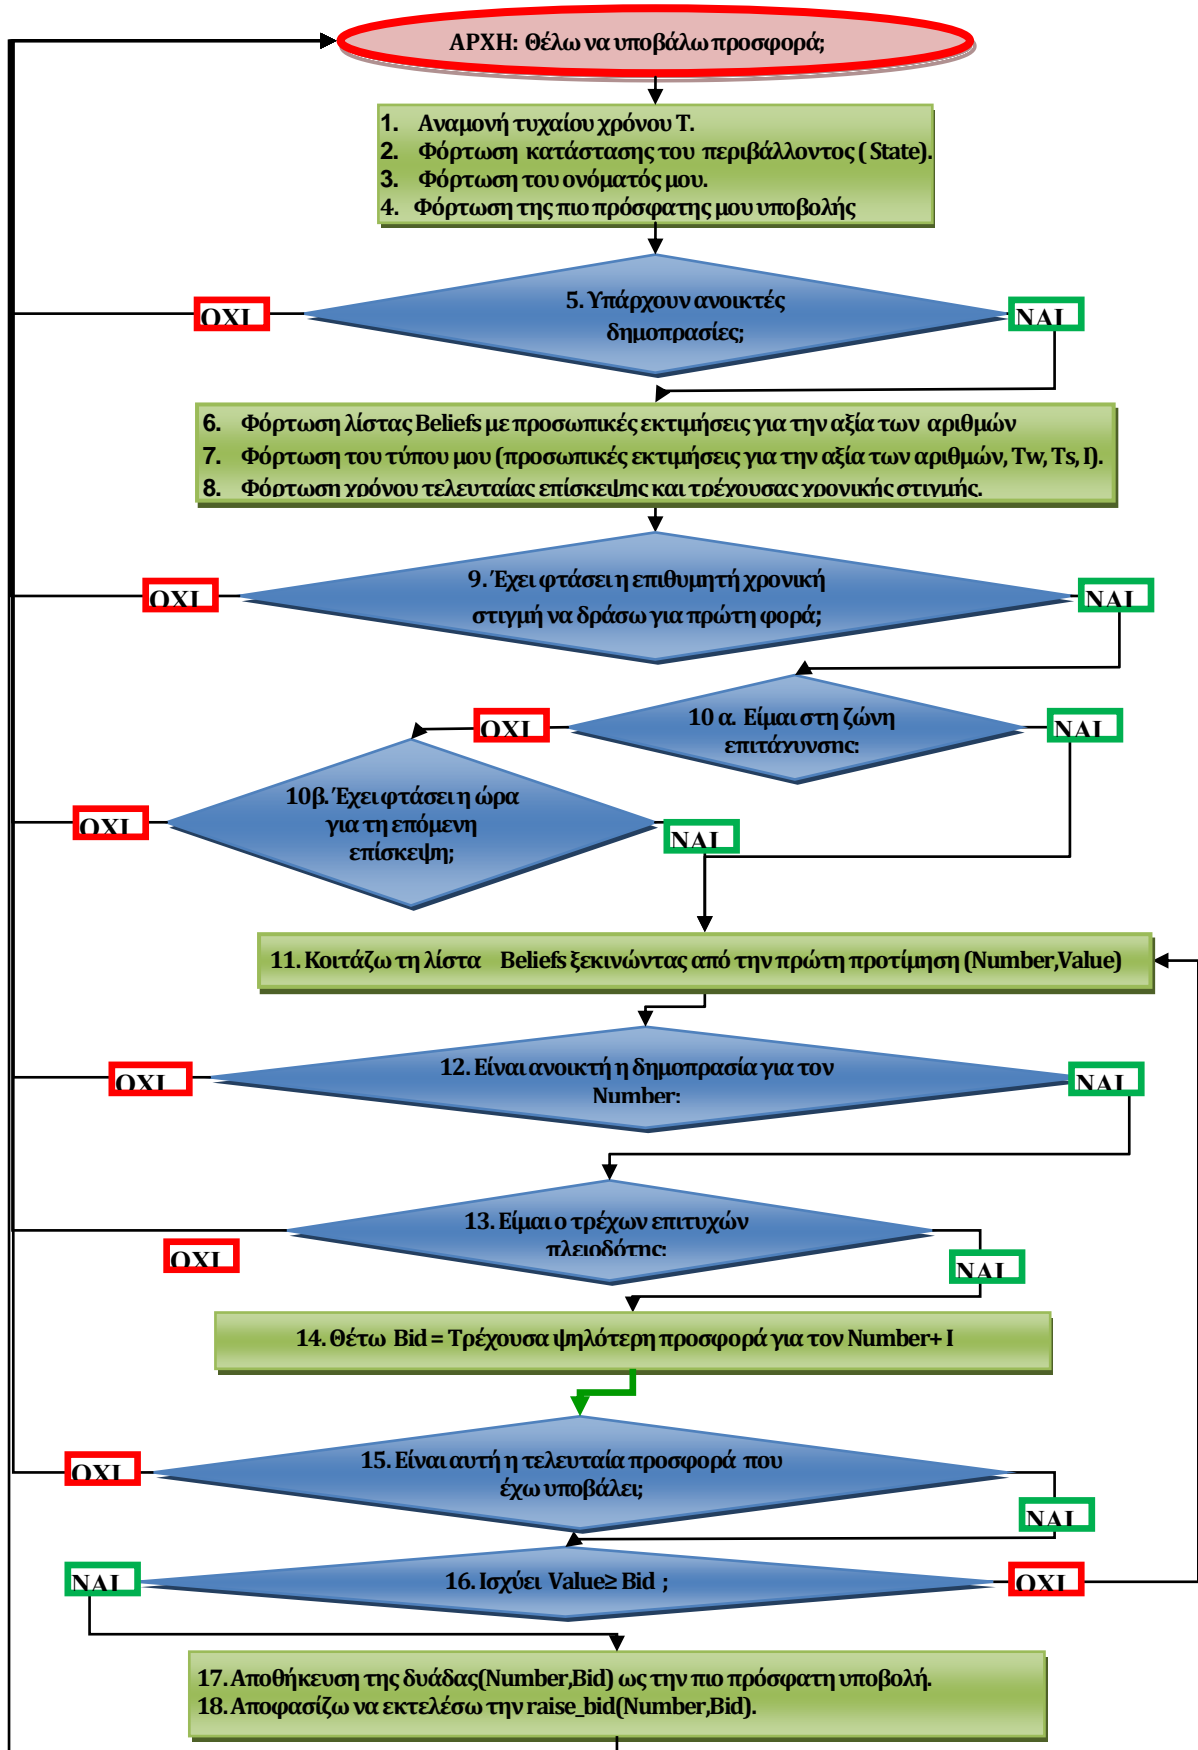 ΑΡΧΗ: Θέλω να υποβάλω προσφορά;
1. Αναμονή τυχαίου χρόνου Τ.
2. Φόρτωση κατάστασης του περιβάλλοντος ( State).
3. Φόρτωση του ονόματός μου.
4. Φόρτωση της πιο πρόσφατης μου υποβολής
5. Υπάρχουν ανοικτές
δημοπρασίες;
ΟΧΙ
ΝΑΙ
6. Φόρτωση λίστας Beliefs με προσωπικές εκτιμήσεις για την αξία των αριθμών
7. Φόρτωση του τύπου μου (προσωπικές εκτιμήσεις για την αξία των αριθμών, Tw, Ts, I).
8. Φόρτωση χρόνου τελευταίας επίσκεψης και τρέχουσας χρονικής στιγμής.
9. Έχει φτάσει η επιθυμητή χρονική
στιγμή να δράσω για πρώτη φορά;
ΟΧΙ
ΝΑΙ
10 α. Είμαι στη ζώνη
επιτάχυνσης;
ΟΧΙ
ΝΑΙ
10β. Έχει φτάσει η ώρα
για τη επόμενη
επίσκεψη;
ΟΧΙ
ΝΑΙ
11. Κοιτάζω τη λίστα Beliefs ξεκινώντας από την πρώτη προτίμηση (Number,Value)
12. Είναι ανοικτή η δημοπρασία για τον
Number;
ΟΧΙ
ΝΑΙ
13. Είμαι ο τρέχων επιτυχών
πλειοδότης;
ΟΧΙ
ΝΑΙ
14. Θέτω Bid = Τρέχουσα ψηλότερη προσφορά για τον Number+ I
15. Είναι αυτή η τελευταία προσφορά που
έχω υποβάλει;
ΟΧΙ
ΝΑΙ
16. Ισχύει Value≥ Bid ;
ΝΑΙ
ΟΧΙ
17. Αποθήκευση της δυάδας(Number,Bid) ως την πιο πρόσφατη υποβολή.
18. Αποφασίζω να εκτελέσω την raise_bid(Number,Bid).